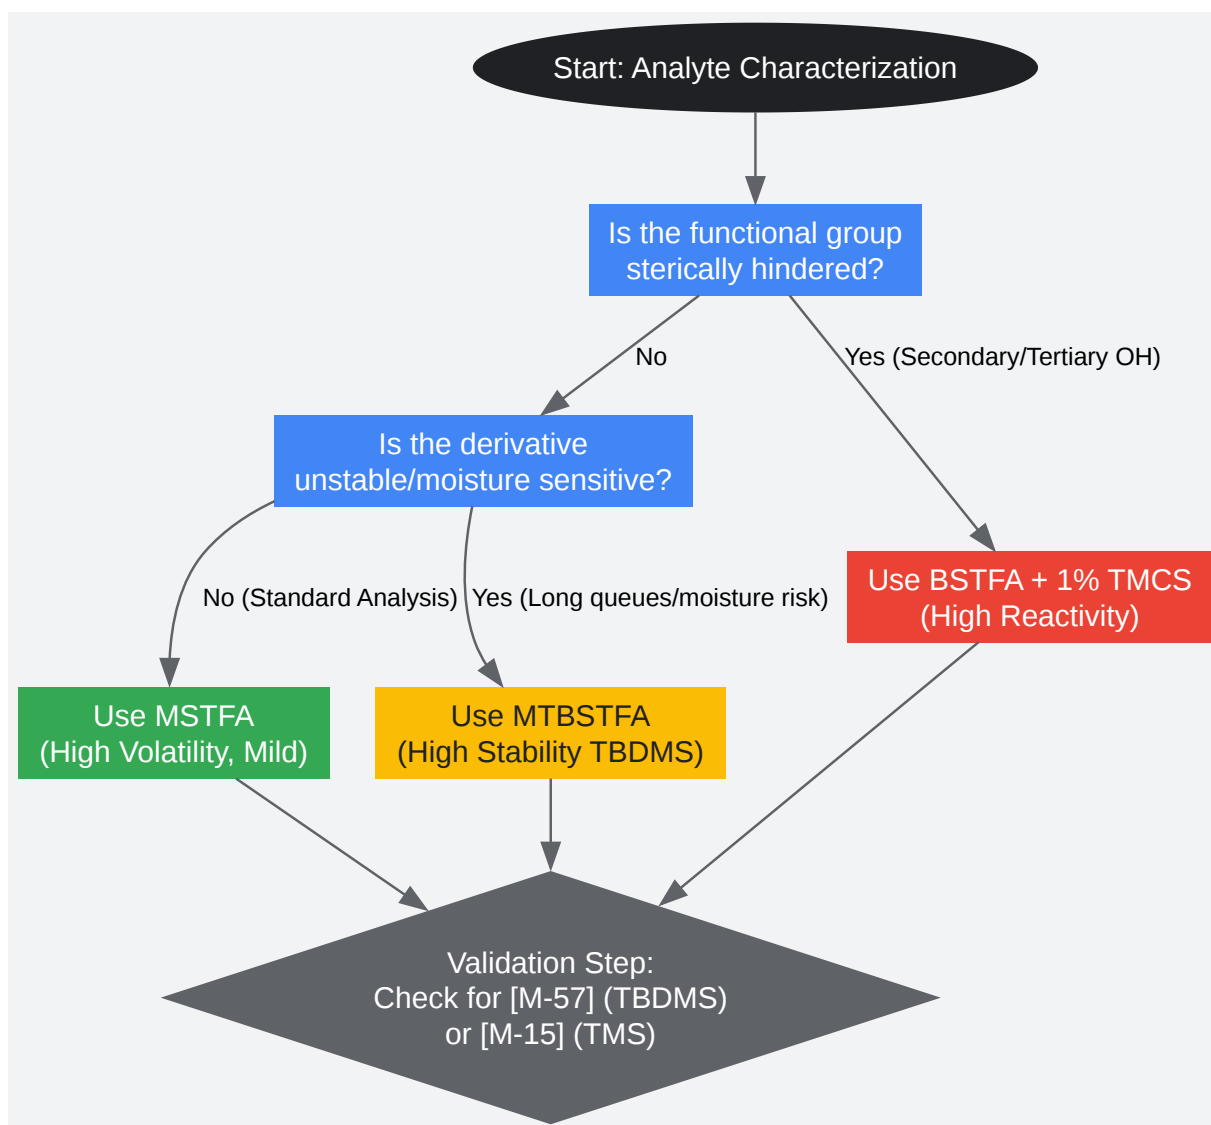 Start: Analyte Characterization
Is the functional group
sterically hindered?
No
Yes (Secondary/Tertiary OH)
Is the derivative
unstable/moisture sensitive?
No (Standard Analysis)
Yes (Long queues/moisture risk)
Use BSTFA + 1% TMCS
(High Reactivity)
Use MSTFA
(High Volatility, Mild)
Use MTBSTFA
(High Stability TBDMS)
Validation Step:
Check for [M-57] (TBDMS)
or [M-15] (TMS)